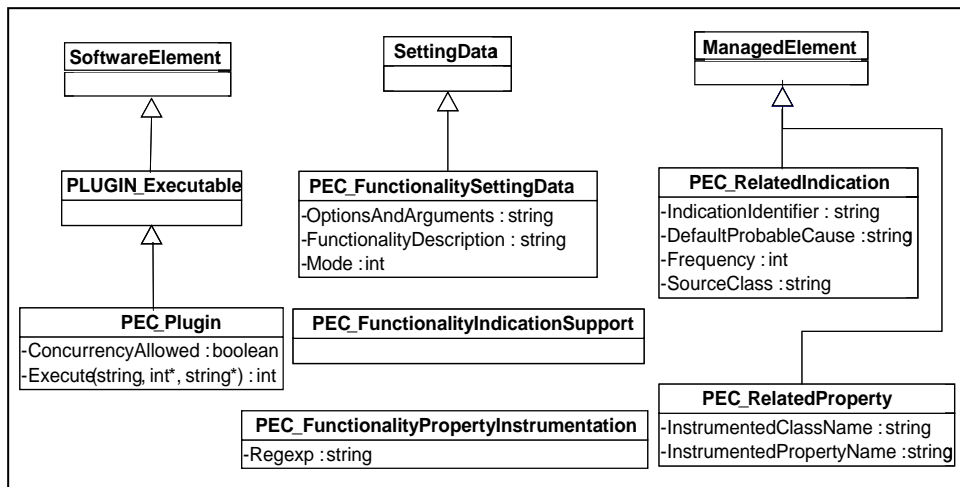 SoftwareElement
SettingData
ManagedElement
PLUGIN_Executable
PEC_FunctionalitySettingData
-OptionsAndArguments : string
-FunctionalityDescription : string
-Mode : int
PEC_RelatedIndication
-IndicationIdentifier : string
-DefaultProbableCause : string
-Frequency : int
-SourceClass : string
PEC_Plugin
-ConcurrencyAllowed : boolean
-Execute(string, int*, string*) : int
PEC_FunctionalityIndicationSupport
PEC_FunctionalityPropertyInstrumentation
-Regexp : string
PEC_RelatedProperty
-InstrumentedClassName : string
-InstrumentedPropertyName : string